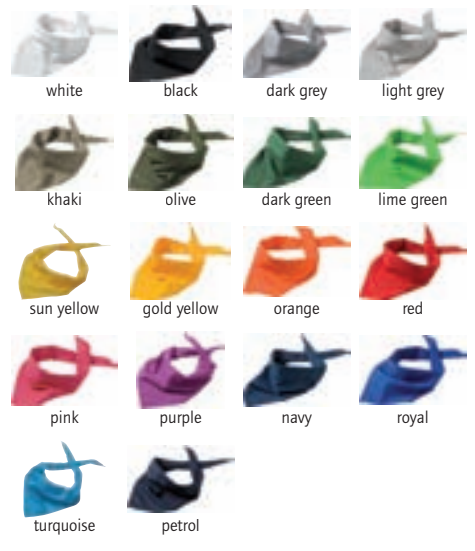 white black dark grey light grey
khaki olive dark green lime green
sun yellow gold yellow orange red
pink purple navy royal
turquoise petrol